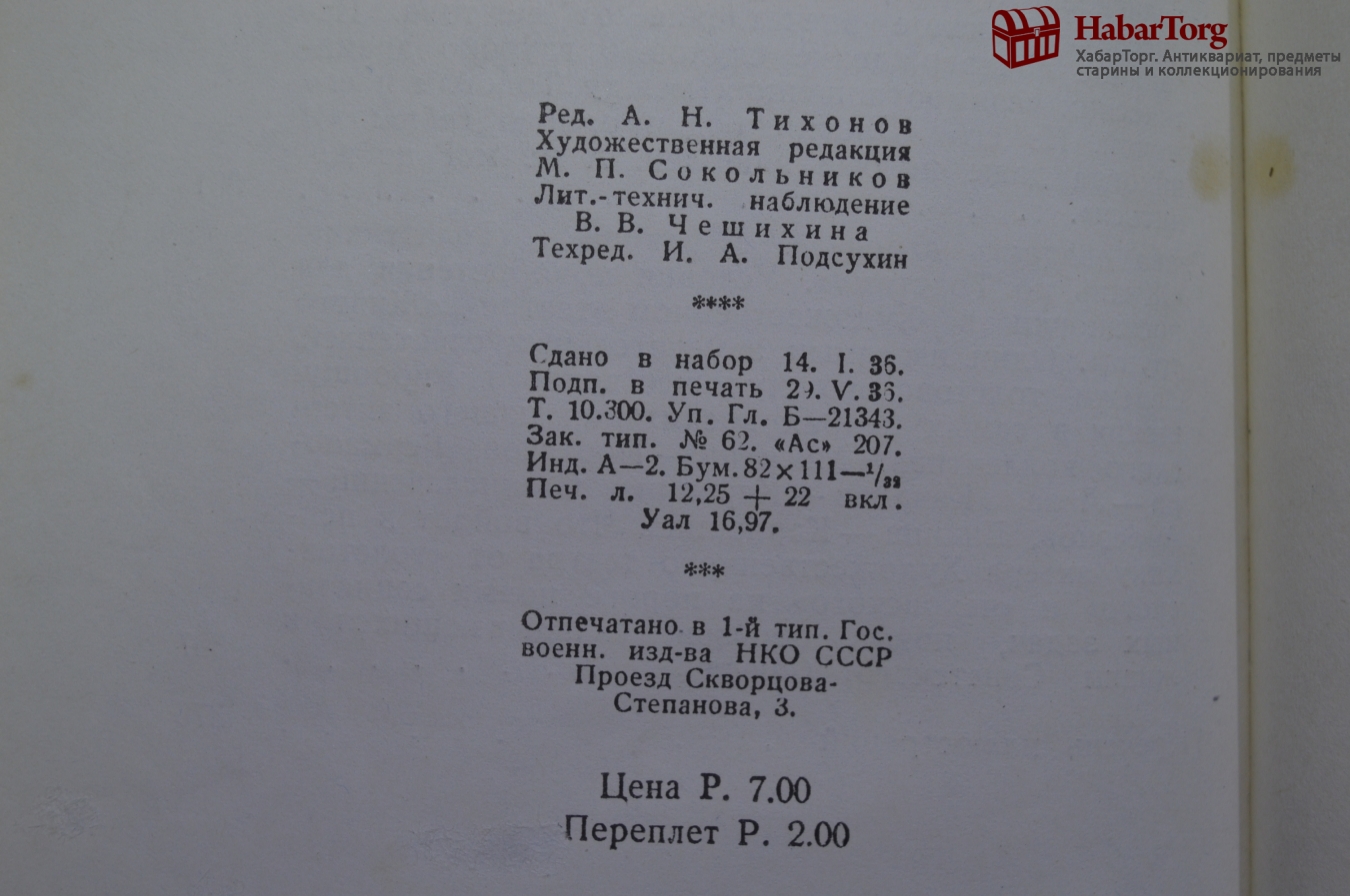 HabarTorg
ХабарТорг. Антиквариат, предметы
старины и коллекционирования
Ред. А. Н. Тихонов
Художественная редакция
М. П. Сокольников
Лит.-технич. наблюдение
В. В. Чешихина
Техред. И. А. Подсухин
****
Сдано в набор 14. I. 36.
Подп. в печать V. 36.
Т. 10.300. Уп. Гл. Б—21343.
Зак. тип. № 62. «Ас» 207.
Инд. А—2. Бум. 82×111—1/32
Печ. л. 12,25 + 22 вкл.
Уал 16,97.
***
Отпечатано в 1-й тип. Гос.
военн. изд-ва НКО СССР
Проезд Скворцова-
Степанова, 3.
Цена Р. 7.00
Переплет Р. 2.00